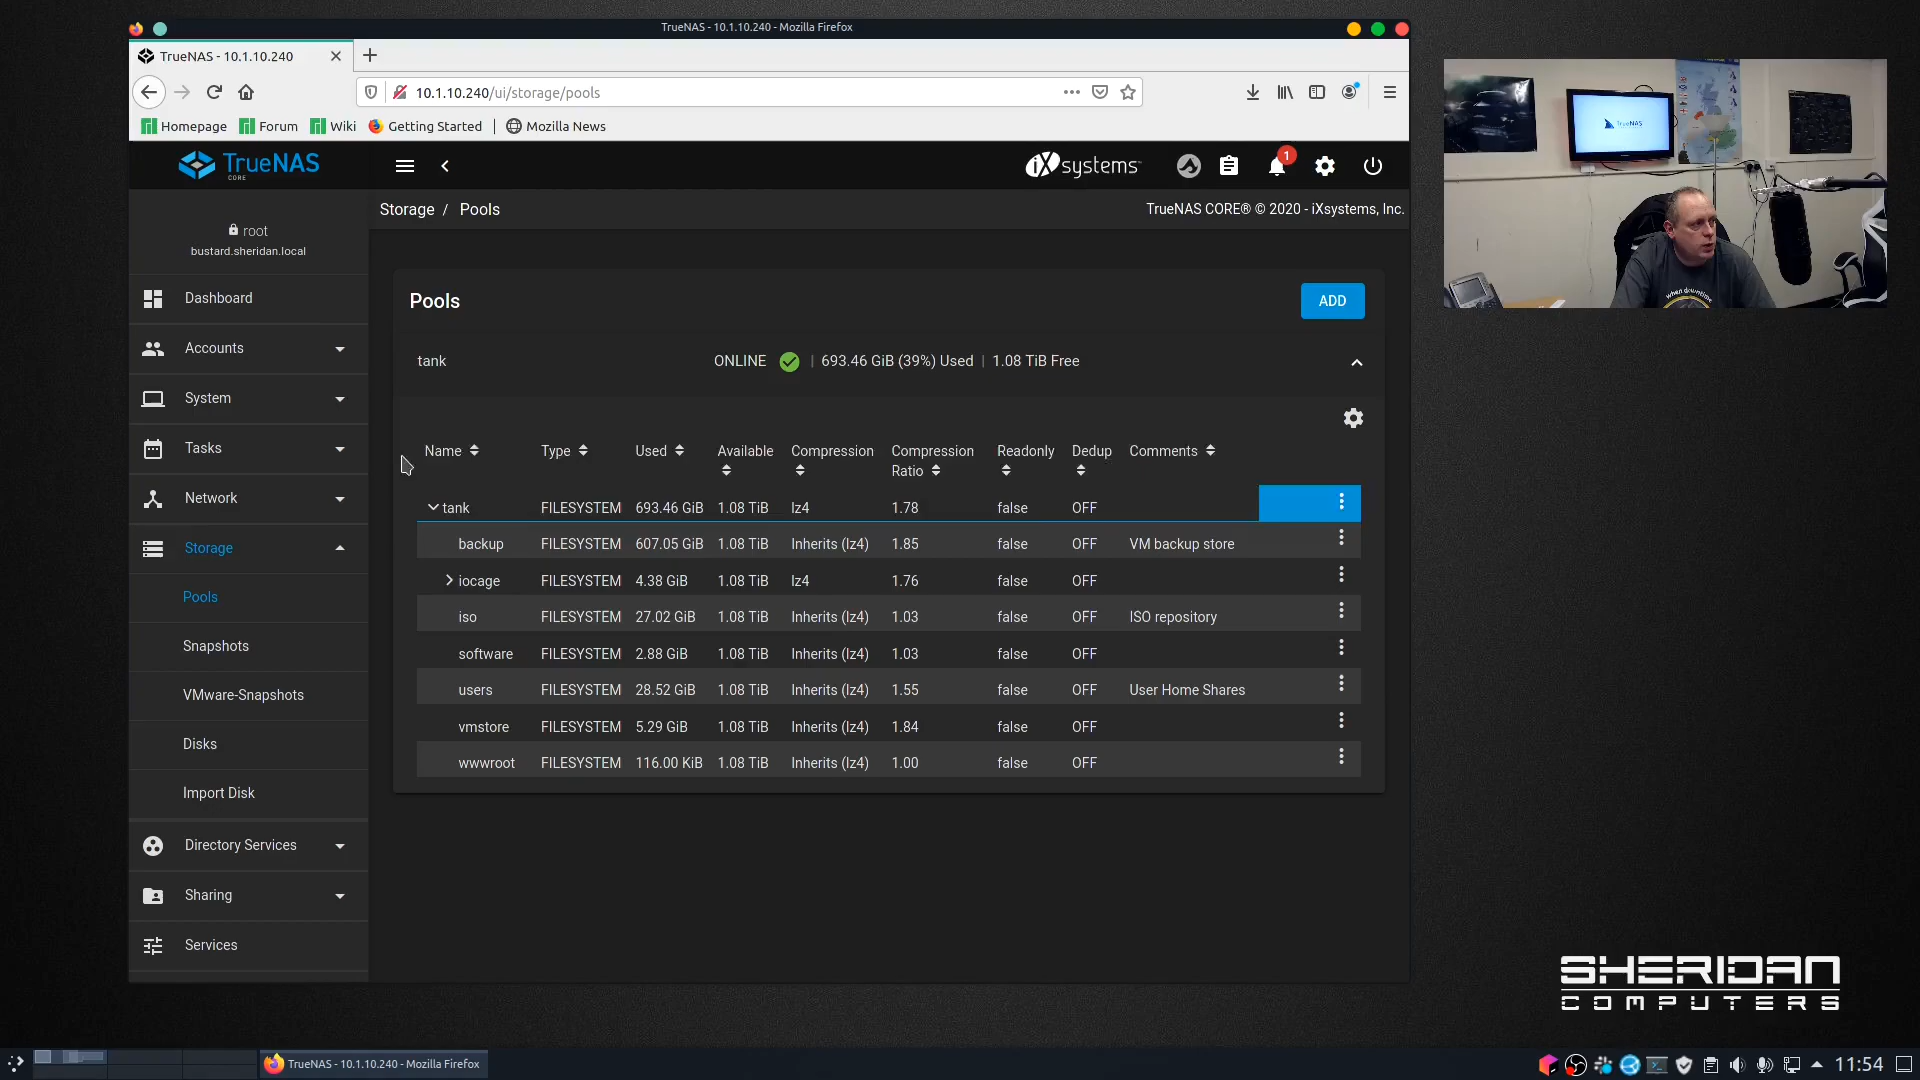 TrueNAS - 10.1.10.240 - Mozilla Firefox
TrueNAS - 10.1.10.240
10.1.10.240/ui/storage/pools
Homepage Forum Wiki Getting Started Mozilla News
TrueNAS
CORE
iXsystems
1
Storage / Pools
TrueNAS CORE® © 2020 - iXsystems, Inc.
root
bustard.sheridan.local
Dashboard
Accounts
System
Tasks
Network
Storage
Pools
Snapshots
VMware-Snapshots
Disks
Import Disk
Directory Services
Sharing
Services
Pools
ADD
tank ONLINE | 693.46 GiB (39%) Used | 1.08 TiB Free
Name Type Used Available Compression Compression Ratio Readonly Dedup Comments
tank FILESYSTEM 693.46 GiB 1.08 TiB lz4 1.78 false OFF
backup FILESYSTEM 607.05 GiB 1.08 TiB Inherits (lz4) 1.85 false OFF VM backup store
iocage FILESYSTEM 4.38 GiB 1.08 TiB lz4 1.76 false OFF
iso FILESYSTEM 27.02 GiB 1.08 TiB Inherits (lz4) 1.03 false OFF ISO repository
software FILESYSTEM 2.88 GiB 1.08 TiB Inherits (lz4) 1.03 false OFF
users FILESYSTEM 28.52 GiB 1.08 TiB Inherits (lz4) 1.55 false OFF User Home Shares
vmstore FILESYSTEM 5.29 GiB 1.08 TiB Inherits (lz4) 1.84 false OFF
wwwroot FILESYSTEM 116.00 KiB 1.08 TiB Inherits (lz4) 1.00 false OFF
TrueNAS
when downtime
SHERIDAN
COMPUTERS
TrueNAS - 10.1.10.240 - Mozilla Firefox
11:54